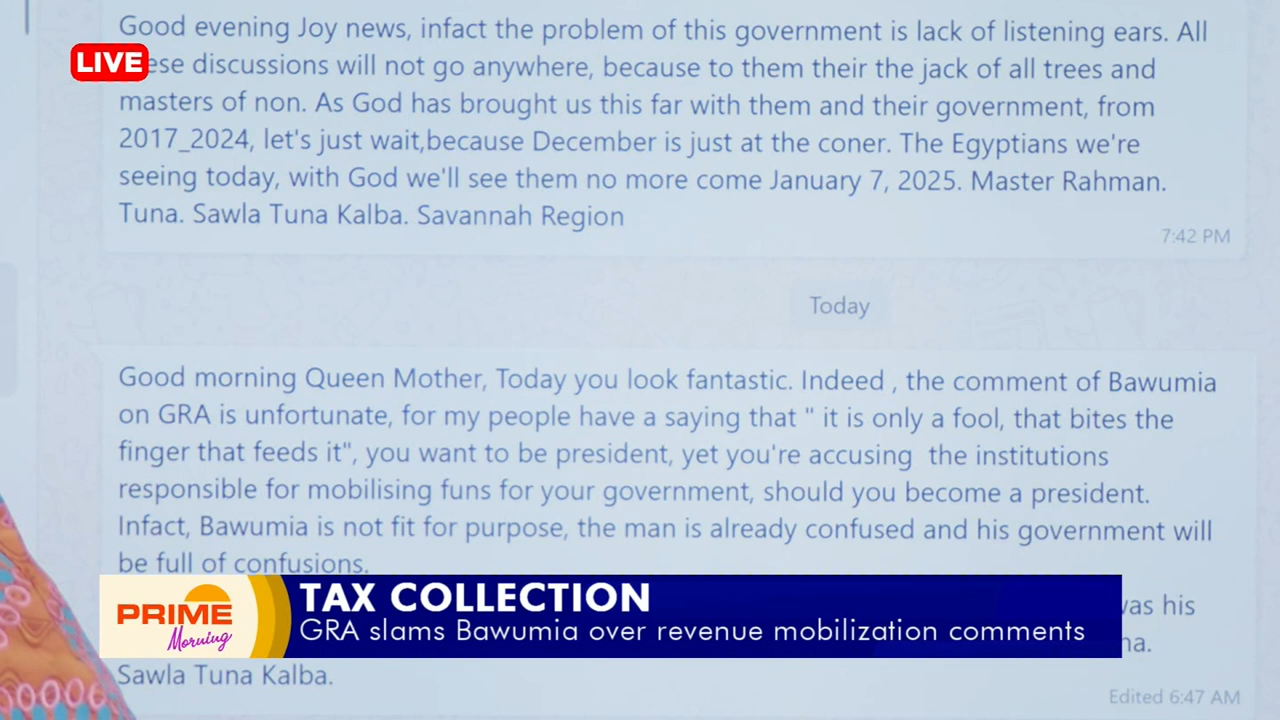 Good evening Joy news, infact the problem of this government is lack of listening ears. All
LIVE
ese discussions will not go anywhere, because to them their the jack of all trees and
masters of non. As God has brought us this far with them and their government, from
2017_2024, let's just wait,because December is just at the coner. The Egyptians we're
seeing today, with God we'll see them no more come January 7, 2025. Master Rahman.
Tuna. Sawla Tuna Kalba. Savannah Region
7:42 PM
Today
Good morning Queen Mother, Today you look fantastic. Indeed , the comment of Bawumia
on GRA is unfortunate, for my people have a saying that " it is only a fool, that bites the
finger that feeds it", you want to be president, yet you're accusing  the institutions
responsible for mobilising funs for your government, should you become a president.
Infact, Bawumia is not fit for purpose, the man is already confused and his government will
be full of confusions.
PRIME
Morning
TAX COLLECTION
GRA slams Bawumia over revenue mobilization comments
was his
na.
Sawla Tuna Kalba.
Edited 6:47 AM